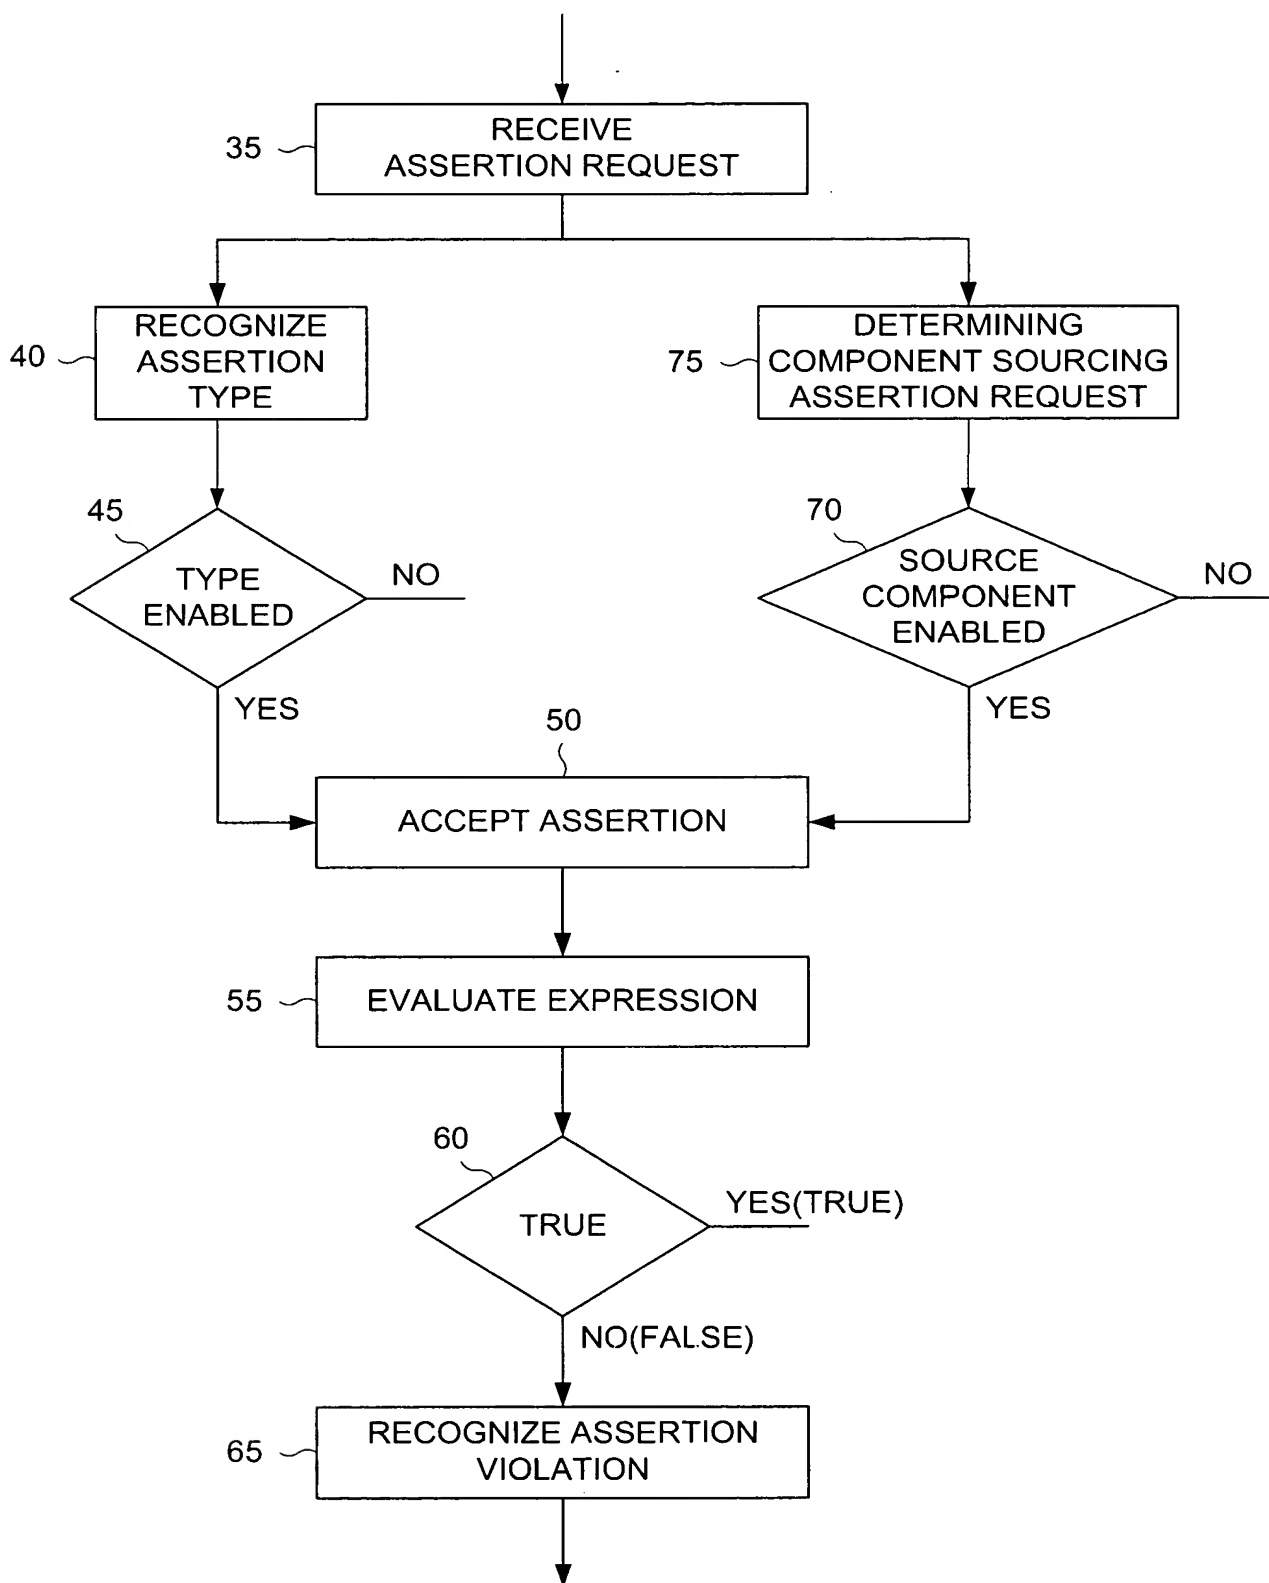 35
RECEIVE
ASSERTION REQUEST
40
RECOGNIZE
ASSERTION
TYPE
75
DETERMINING
COMPONENT SOURCING
ASSERTION REQUEST
45
TYPE
ENABLED
NO
YES
70
SOURCE
COMPONENT
ENABLED
NO
YES
50
ACCEPT ASSERTION
55
EVALUATE EXPRESSION
60
TRUE
YES(TRUE)
NO(FALSE)
65
RECOGNIZE ASSERTION
VIOLATION